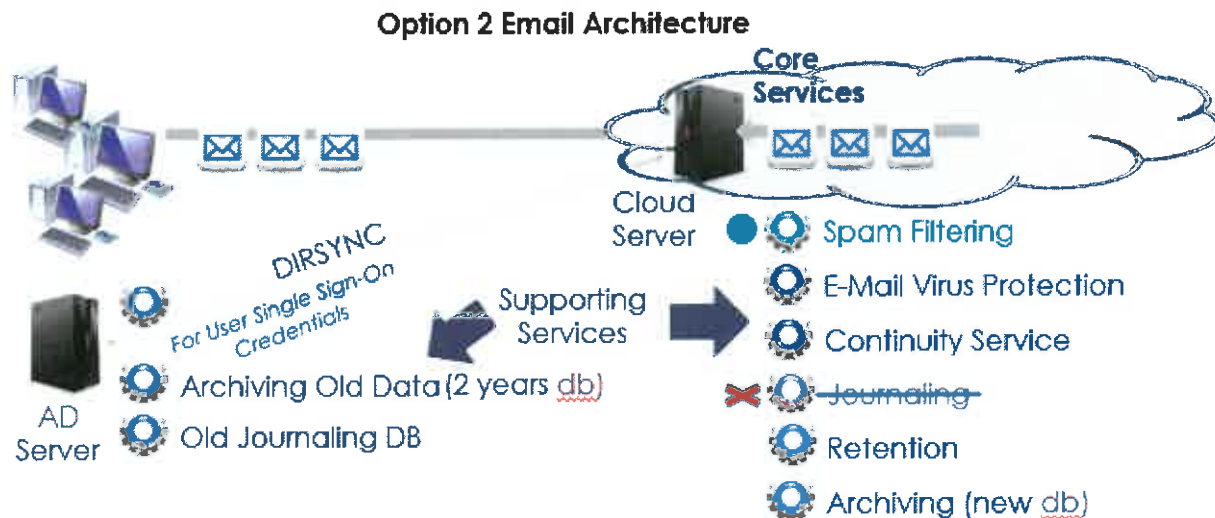 Option 2 Email Architecture
Core
Services
Cloud
Server
DIRSYNC
For User Single Sign-On
Credentials
Supporting
Services
AD
Server
Archiving Old Data (2 years db)
Old Journaling DB
Spam Filtering
E-Mail Virus Protection
Continuity Service
Journaling
Retention
Archiving (new db)